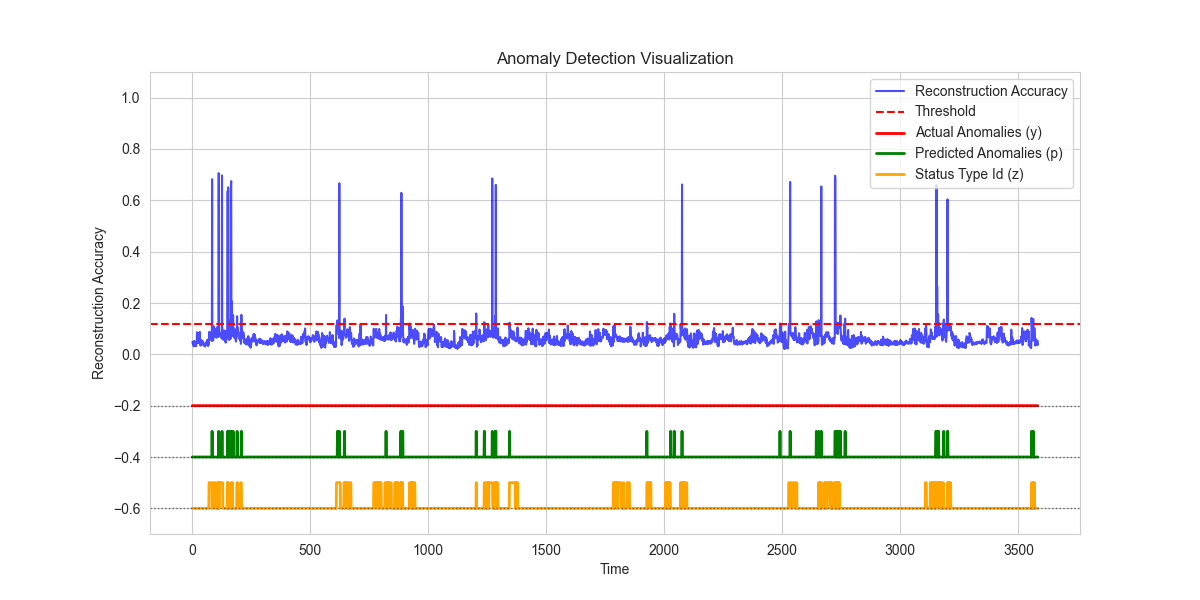 Anomaly Detection Visualization
Reconstruction Accuracy
Threshold
Actual Anomalies (y)
Predicted Anomalies (p)
Status Type Id (z)
Reconstruction Accuracy
1.0
0.8
0.6
0.4
0.2
0.0
−0.2
−0.4
−0.6
0 500 1000 1500 2000 2500 3000 3500
Time